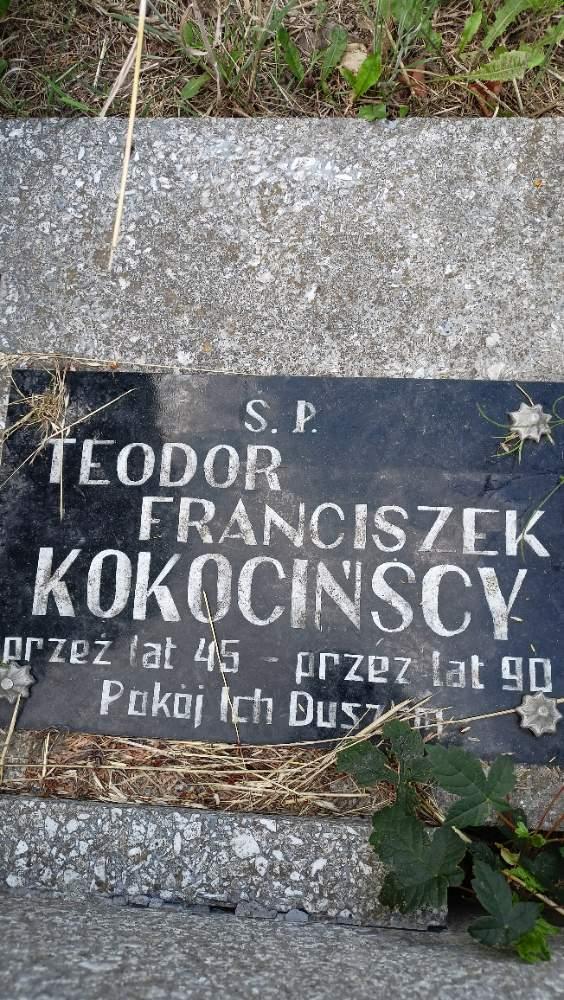 S. P.
TEODOR
FRANCISZEK
KOKOCIŃSCY
przez lat 45 - przez lat 90
Pokój Ich Duszom